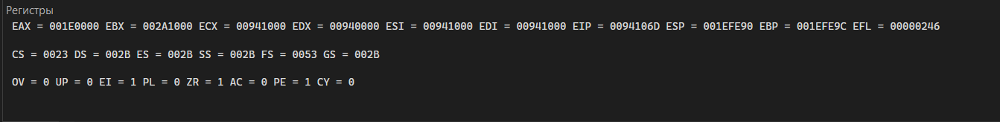 Регистры
EAX = 001E0000 EBX = 002A1000 ECX = 00941000 EDX = 00940000 ESI = 00941000 EDI = 00941000 EIP = 0094106D ESP = 001EFE90 EBP = 001EFE9C EFL = 00000246
CS = 0023 DS = 002B ES = 002B SS = 002B FS = 0053 GS = 002B
OV = 0 UP = 0 EI = 1 PL = 0 ZR = 1 AC = 0 PE = 1 CY = 0